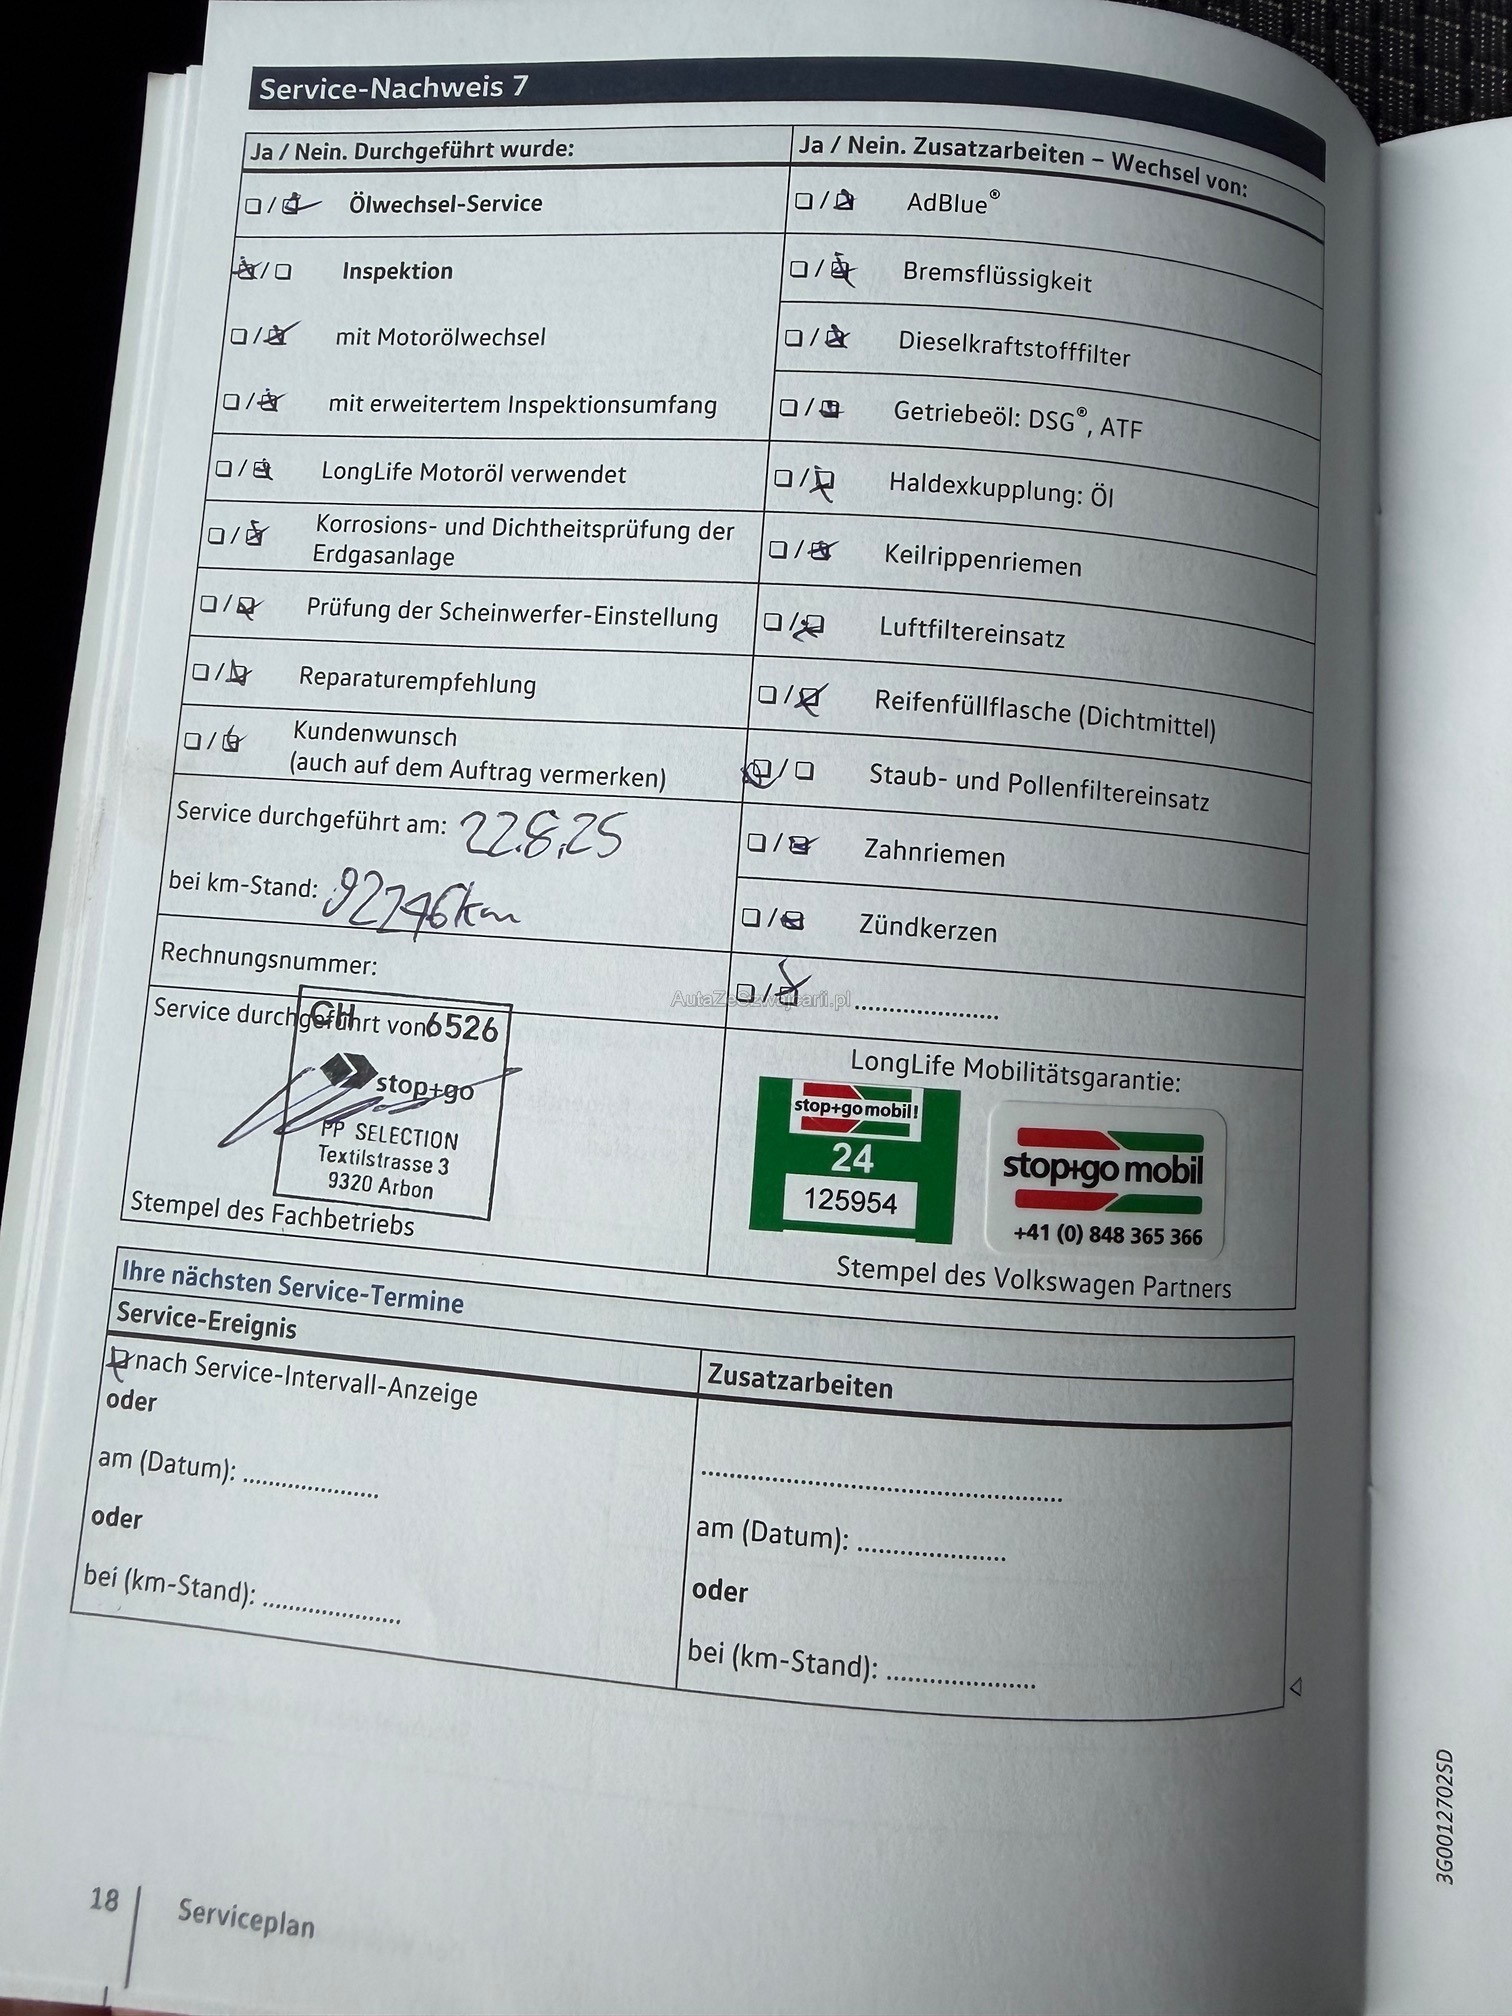 Service-Nachweis 7
Ja / Nein. Durchgeführt wurde:
Ölwechsel-Service
Inspektion
mit Motorölwechsel
mit erweitertem Inspektionsumfang
LongLife Motoröl verwendet
Korrosions- und Dichtheitsprüfung der
Erdgasanlage
Prüfung der Scheinwerfer-Einstellung
Reparaturempfehlung
Kundenwunsch
(auch auf dem Auftrag vermerken)
Service durchgeführt am: 22.8.25
bei km-Stand: 92746km
Rechnungsnummer:
Service durchgeführt von:
CH 6526
stop+go
PP SELECTION
Textilstrasse 3
9320 Arbon
Stempel des Fachbetriebs
Ja / Nein. Zusatzarbeiten – Wechsel von:
AdBlue®
Bremsflüssigkeit
Dieselkraftstofffilter
Getriebeöl: DSG®, ATF
Haldexkupplung: Öl
Keilrippenriemen
Luftfiltereinsatz
Reifenfüllflasche (Dichtmittel)
Staub- und Pollenfiltereinsatz
Zahnriemen
Zündkerzen
......................
AutaZeSzwajcarii.pl
LongLife Mobilitätsgarantie:
stop+go mobil!
24
125954
stop+go mobil
+41 (0) 848 365 366
Stempel des Volkswagen Partners
Ihre nächsten Service-Termine
Service-Ereignis
nach Service-Intervall-Anzeige
oder
am (Datum): .....................
oder
bei (km-Stand): .....................
Zusatzarbeiten
.......................................................
am (Datum): .......................
oder
bei (km-Stand): .......................
3G0012702SD
18 Serviceplan